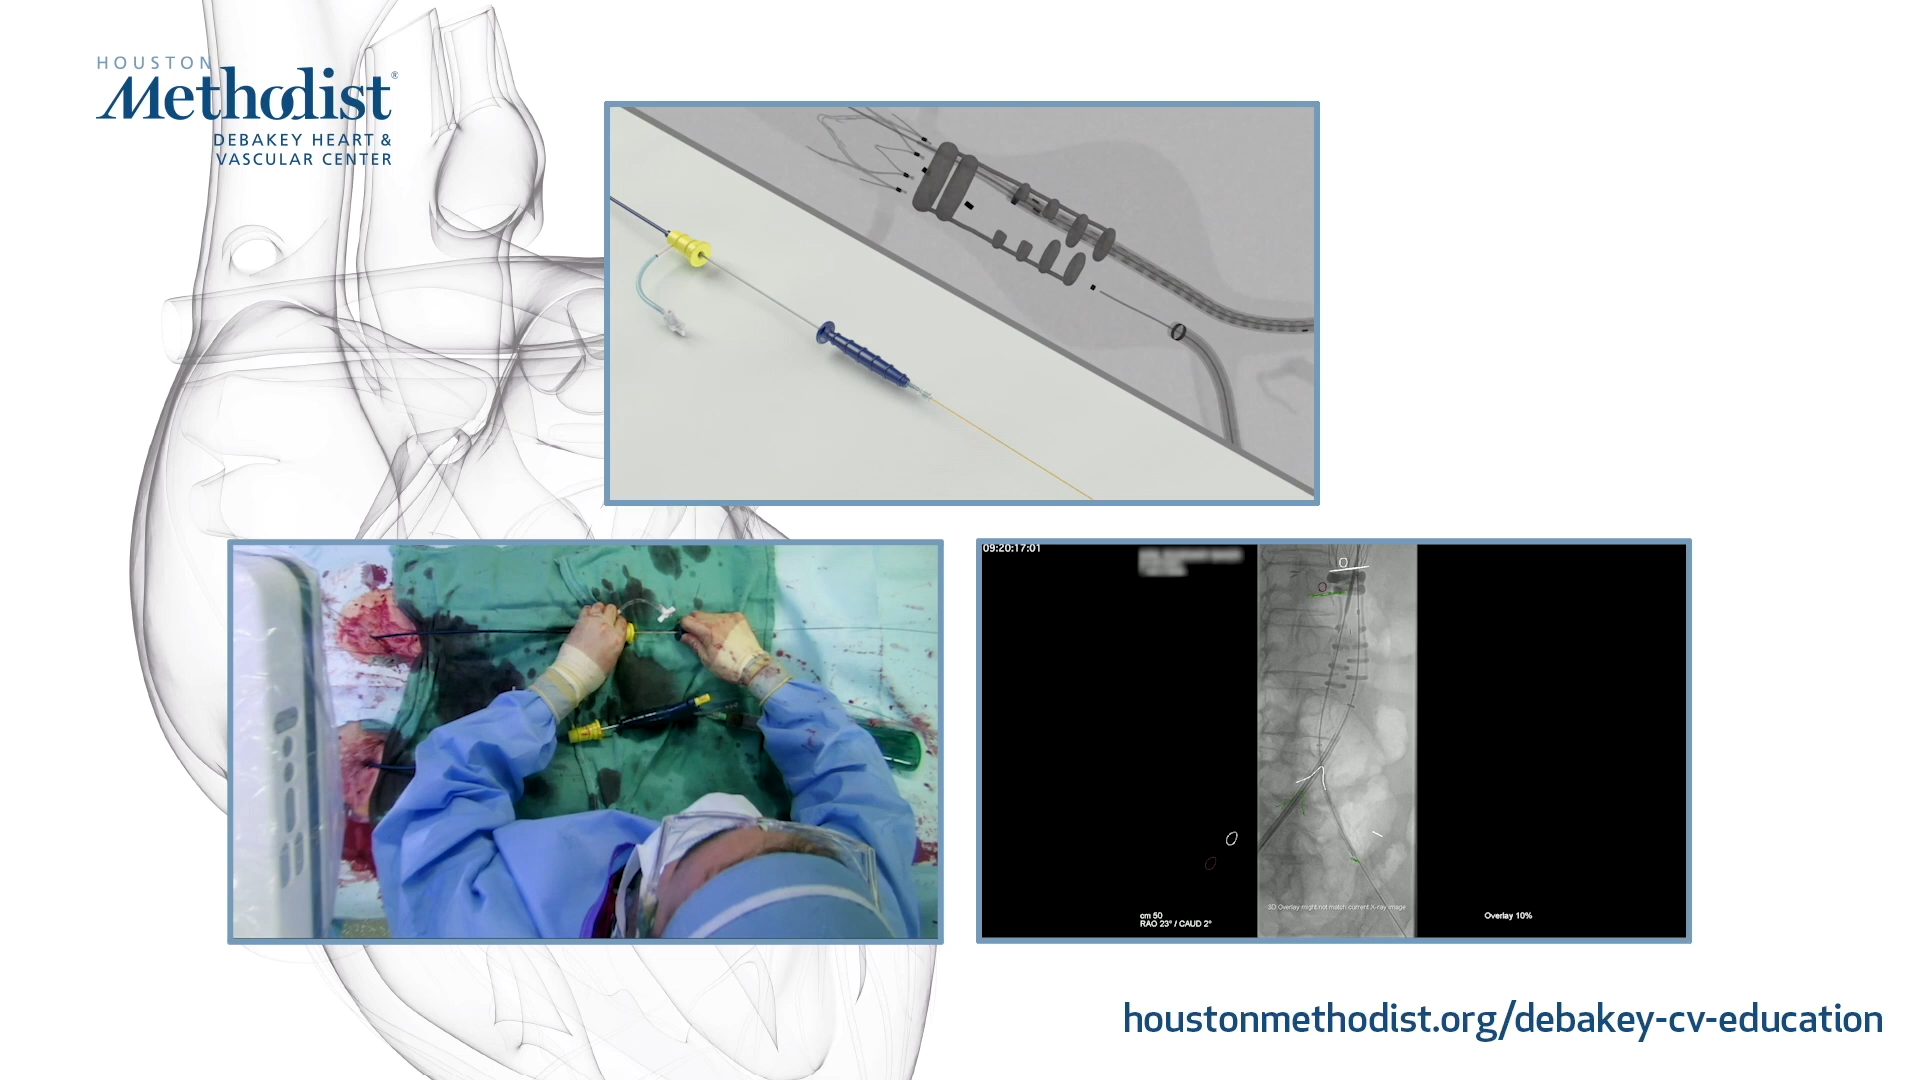 HOUSTON
Methodist®
DEBAKEY HEART &
VASCULAR CENTER
09:20:17:01
3D Overlay might not match current X-ray image
cm 50
RAO 23° / CAUD 2°
Overlay 10%
houstonmethodist.org/debakey-cv-education